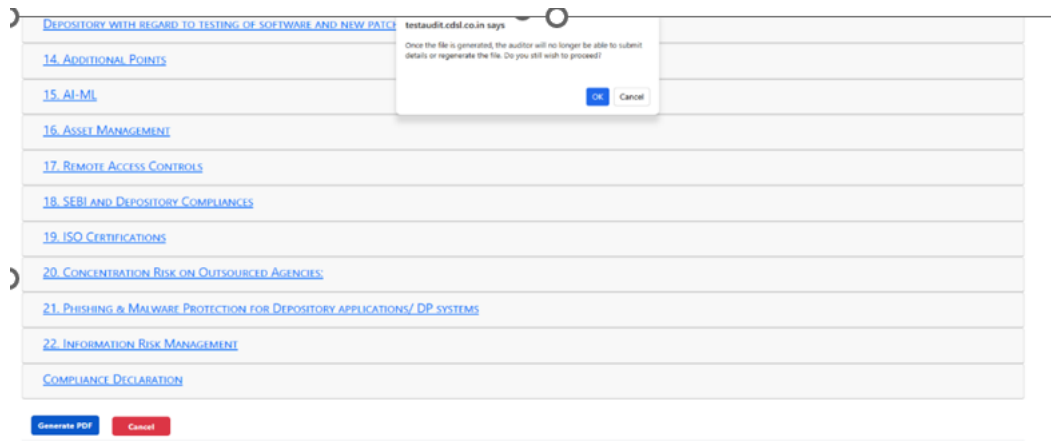 DEPOSITORY WITH REGARD TO TESTING OF SOFTWARE AND NEW PATCH
testaudit.cdsl.co.in says
Once the file is generated, the auditor will no longer be able to submit
details or regenerate the file. Do you still wish to proceed?
OK Cancel
14. ADDITIONAL POINTS
15. AI-ML
16. ASSET MANAGEMENT
17. REMOTE ACCESS CONTROLS
18. SEBI AND DEPOSITORY COMPLIANCES
19. ISO CERTIFICATIONS
20. CONCENTRATION RISK ON OUTSOURCED AGENCIES:
21. PHISHING & MALWARE PROTECTION FOR DEPOSITORY APPLICATIONS/ DP SYSTEMS
22. INFORMATION RISK MANAGEMENT
COMPLIANCE DECLARATION
Generate PDF Cancel